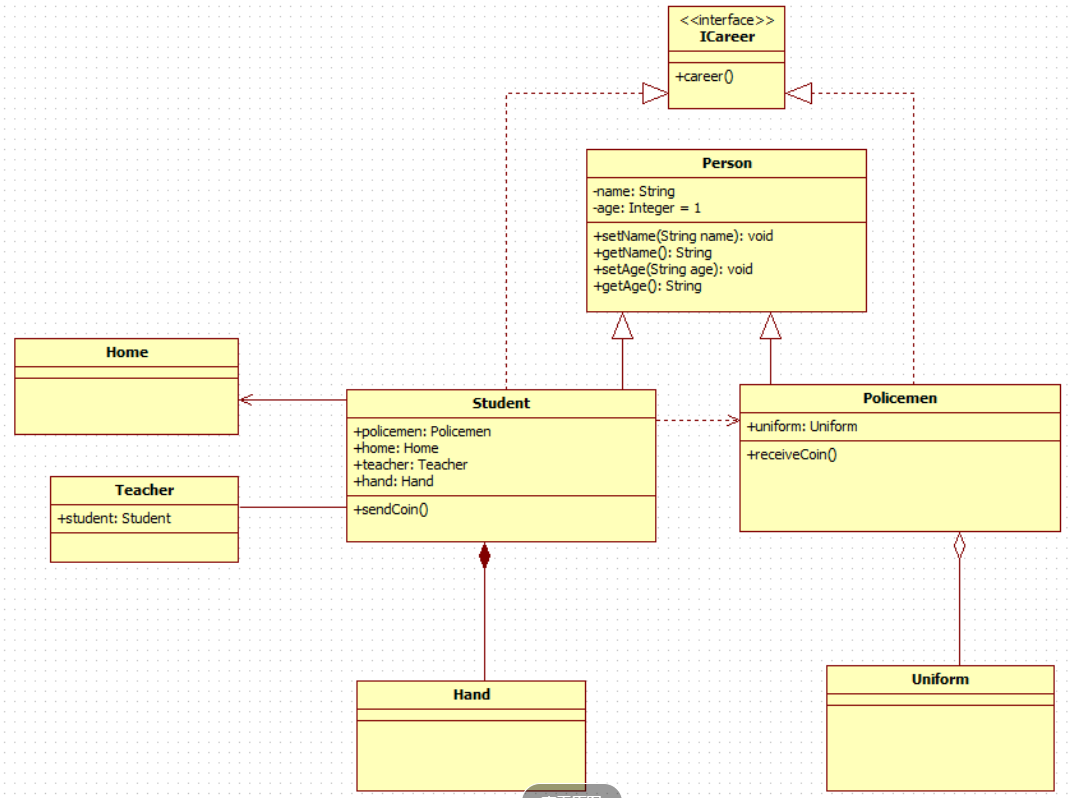 <<interface>>
ICareer
+career()
Person
-name: String
-age: Integer = 1
+setName(String name): void
+getName(): String
+setAge(String age): void
+getAge(): String
Home
Student
+policemen: Policemen
+home: Home
+teacher: Teacher
+hand: Hand
+sendCoin()
Policemen
+uniform: Uniform
+receiveCoin()
Teacher
+student: Student
Hand
Uniform